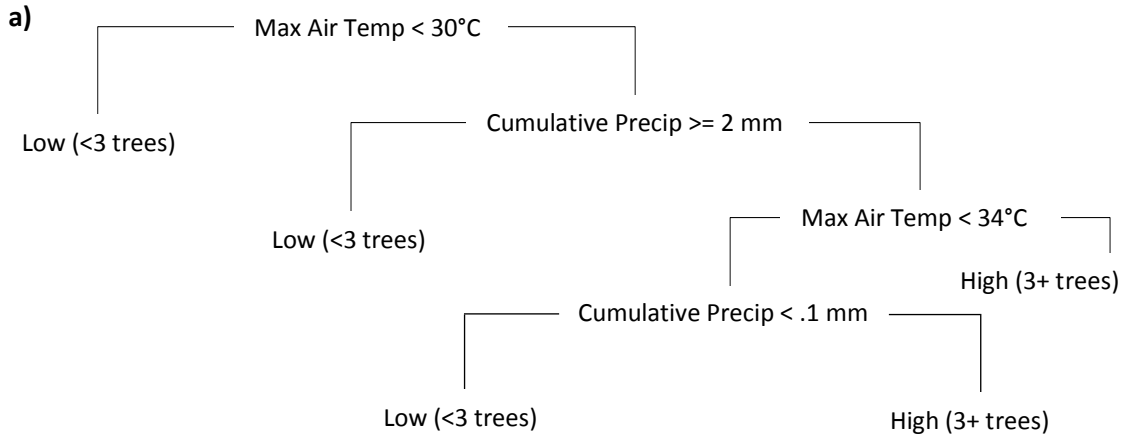 a)
Max Air Temp < 30°C
Low (<3 trees)
Cumulative Precip >= 2 mm
Low (<3 trees)
Max Air Temp < 34°C
High (3+ trees)
Cumulative Precip < .1 mm
Low (<3 trees)
High (3+ trees)